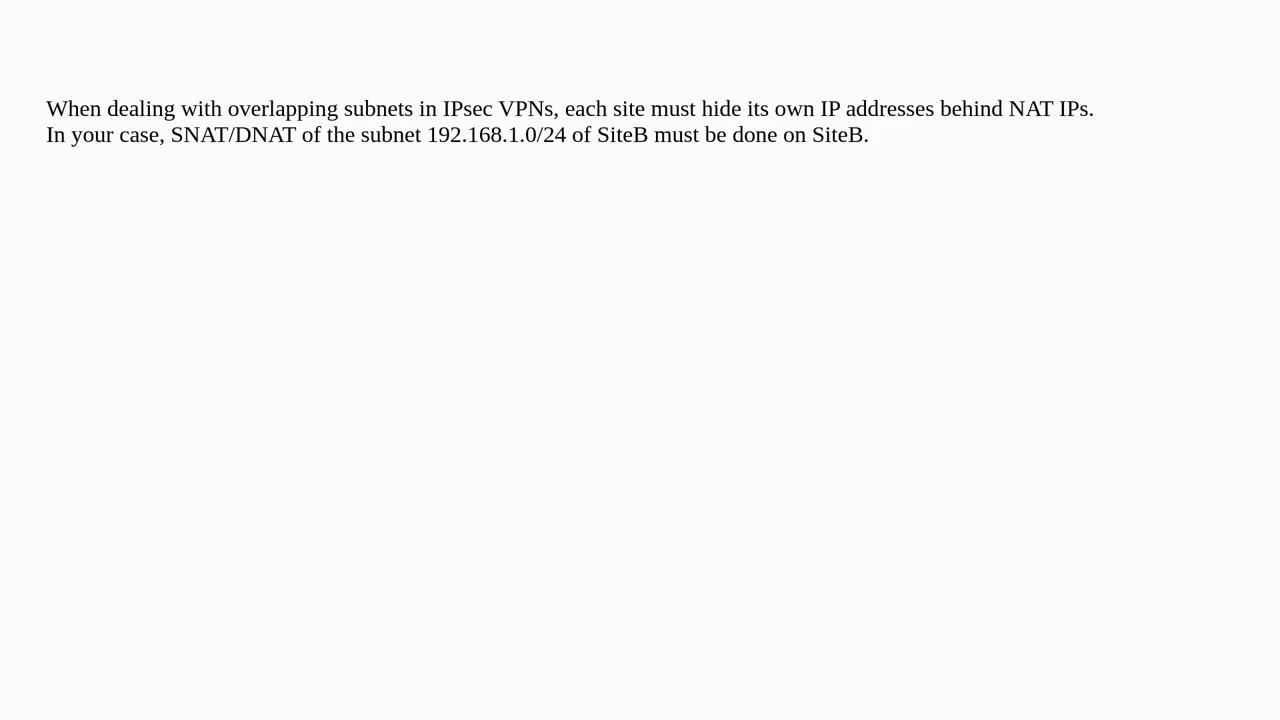 When dealing with overlapping subnets in IPsec VPNs, each site must hide its own IP addresses behind NAT IPs.
In your case, SNAT/DNAT of the subnet 192.168.1.0/24 of SiteB must be done on SiteB.